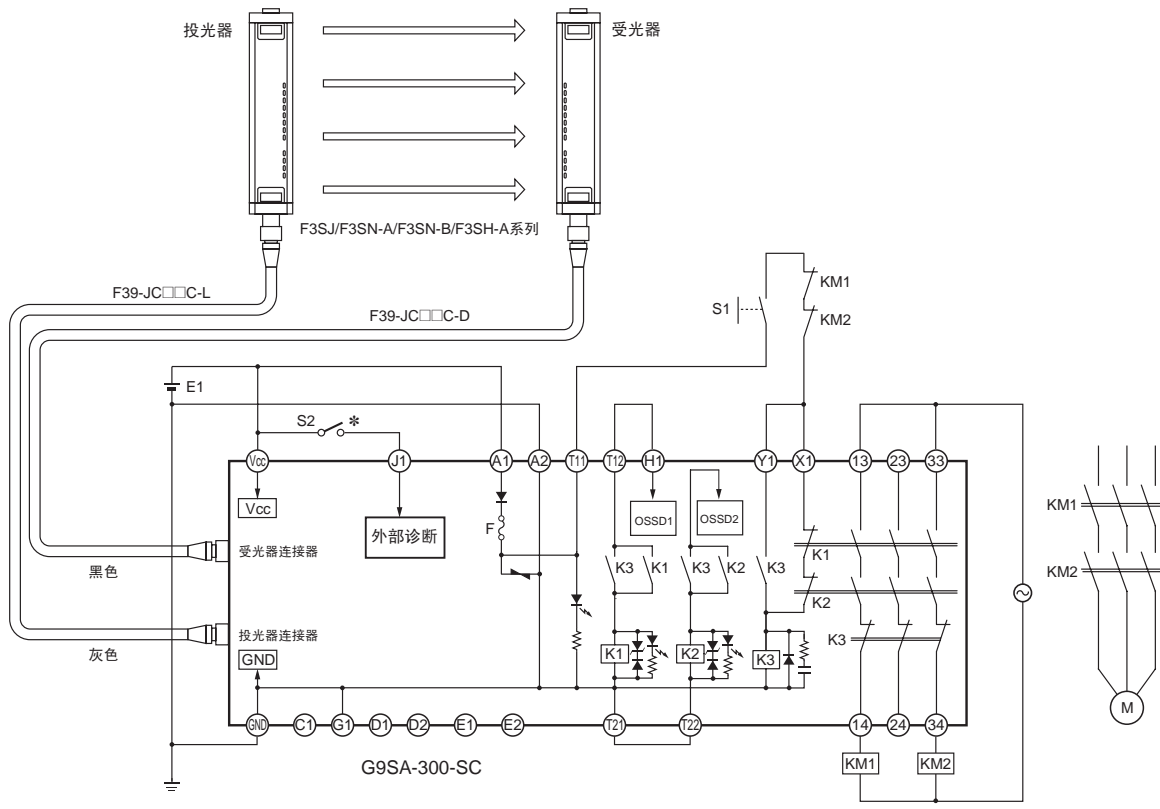 投光器
受光器
F3SJ/F3SN-A/F3SN-B/F3SH-A系列
F39-JC□□C-L
F39-JC□□C-D
KM1
S1
KM2
E1
S2 *
Vcc J1 A1 A2 T11 T12 H1 Y1 X1 13 23 33
Vcc
外部诊断
F
OSSD1
OSSD2
KM1
受光器连接器
黑色
K3 K1 K3 K2 K3 K1
K2
KM2
投光器连接器
灰色
GND
K1 K2 K3
K3
M
GND C1 G1 D1 D2 E1 E2 T21 T22 14 24 34
KM1 KM2
G9SA-300-SC